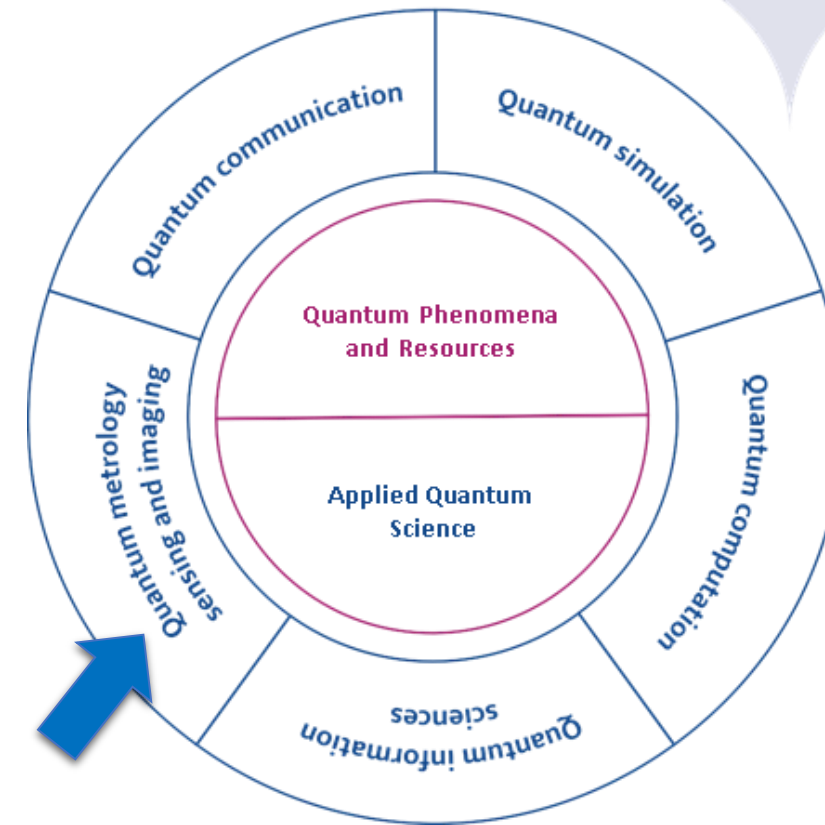 Quantum communication
Quantum simulation
Quantum Phenomena
and Resources
Applied Quantum
Science
Quantum metrology
sensing and imaging
Quantum computation
Quantum information
sciences